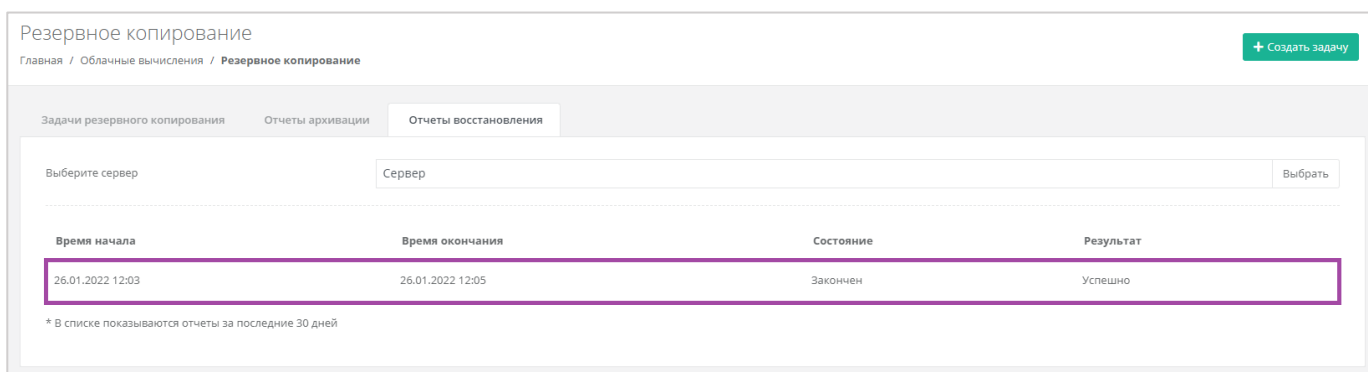 Резервное копирование
Главная / Облачные вычисления / Резервное копирование
+ Создать задачу
Задачи резервного копирования Отчеты архивации Отчеты восстановления
Выберите сервер Сервер Выбрать
Время начала Время окончания Состояние Результат
26.01.2022 12:03 26.01.2022 12:05 Закончен Успешно
* В списке показываются отчеты за последние 30 дней